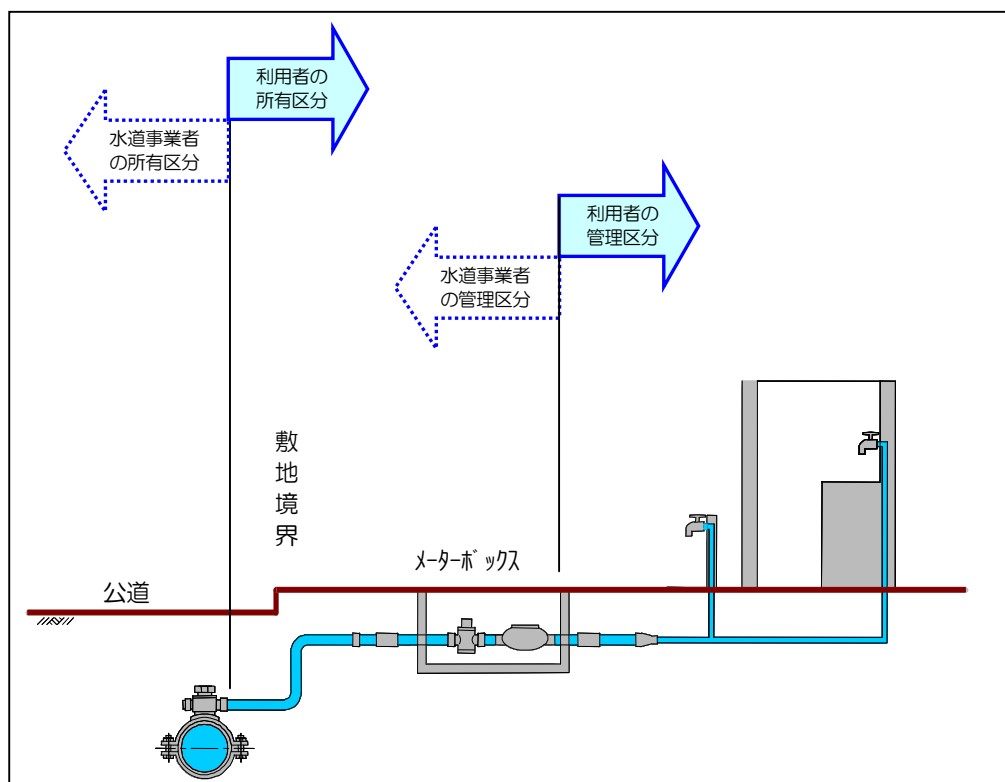 利用者の
所有区分
水道事業者
の所有区分
利用者の
管理区分
水道事業者
の管理区分
敷地境界
メーターボックス
公道